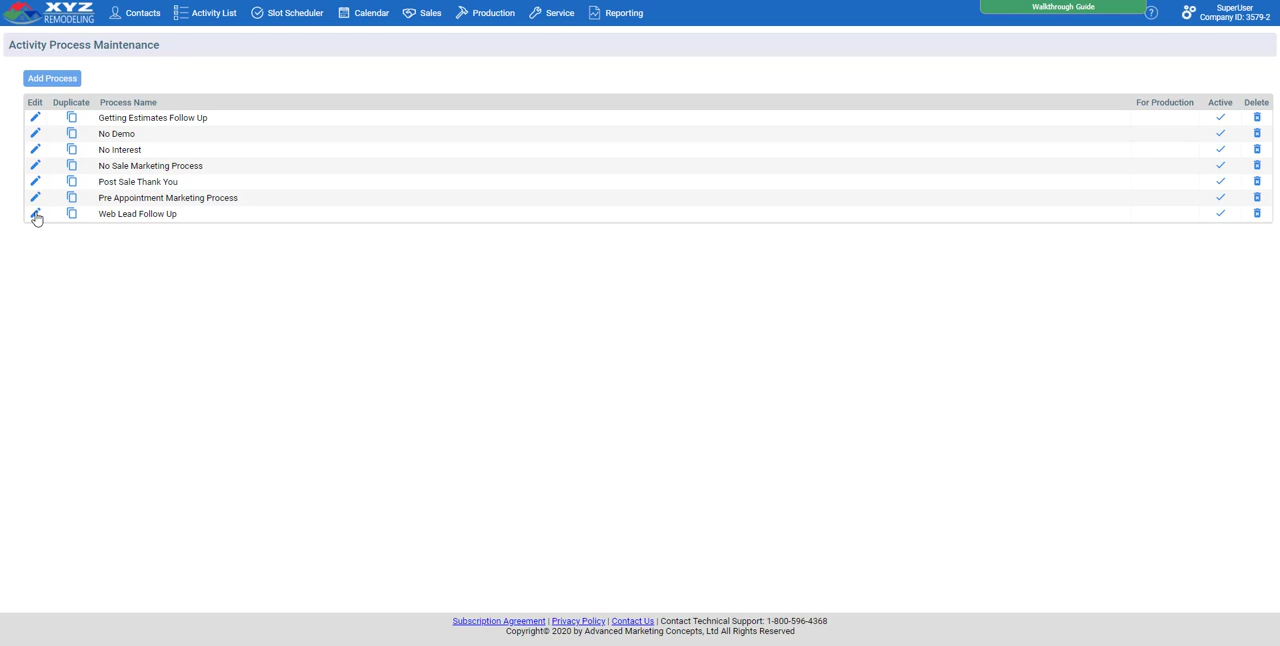 XYZ REMODELING Contacts Activity List Slot Scheduler Calendar Sales Production Service Reporting Walkthrough Guide ? SuperUser
Company ID: 3579-2
Activity Process Maintenance
Add Process
Edit Duplicate Process Name For Production Active Delete
Getting Estimates Follow Up
No Demo
No Interest
No Sale Marketing Process
Post Sale Thank You
Pre Appointment Marketing Process
Web Lead Follow Up
Subscription Agreement | Privacy Policy | Contact Us | Contact Technical Support: 1-800-596-4368
Copyright© 2020 by Advanced Marketing Concepts, Ltd All Rights Reserved